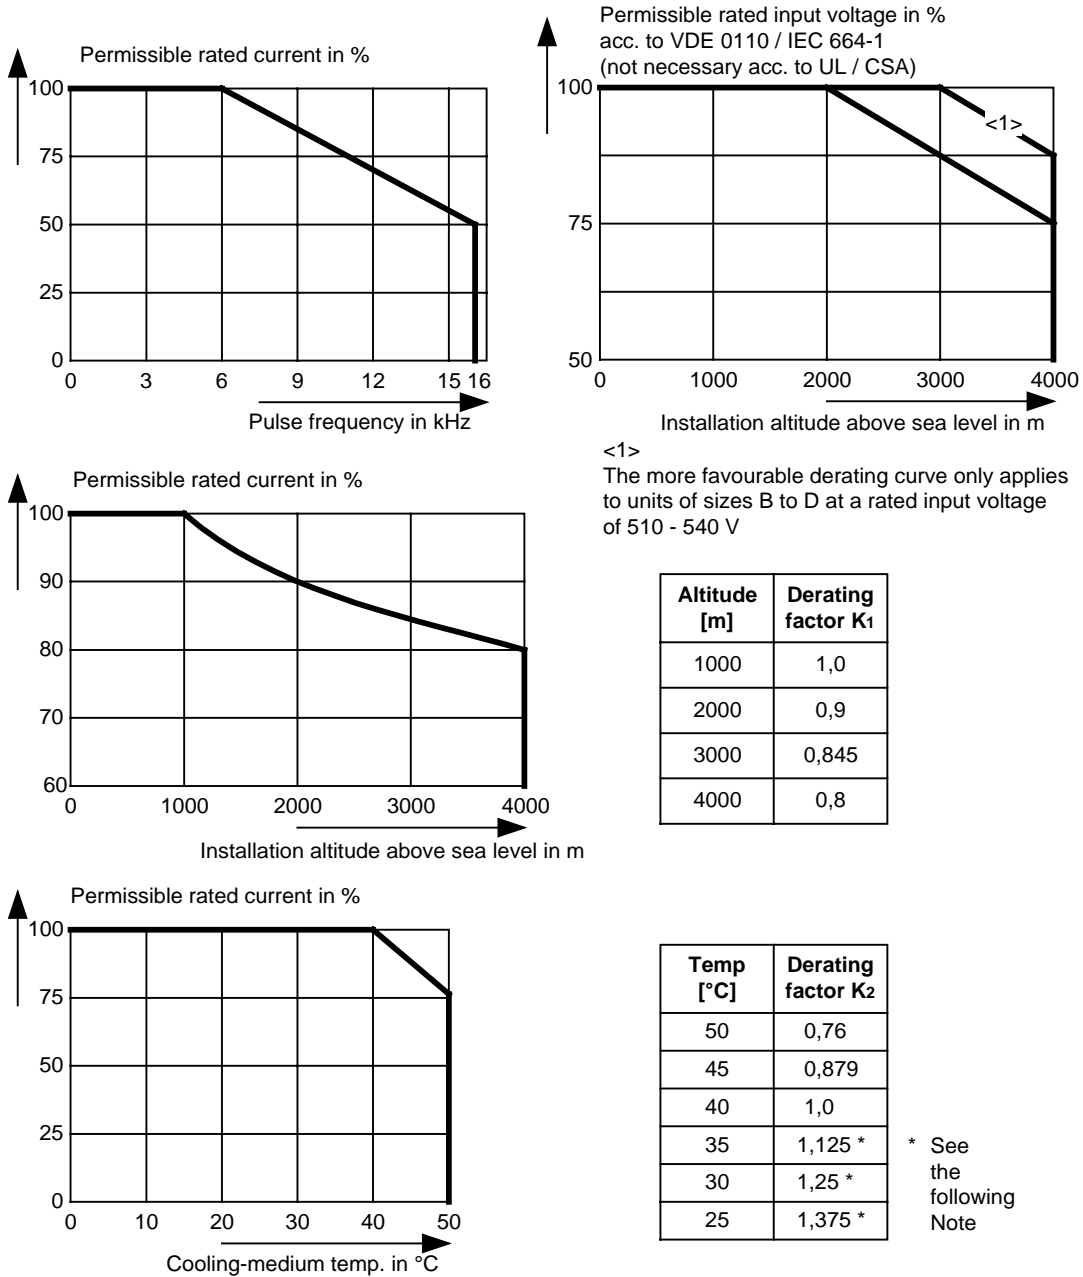 Permissible rated current in %
100
75
50
25
0
0 3 6 9 12 15 16
Pulse frequency in kHz
Permissible rated input voltage in %
acc. to VDE 0110 / IEC 664-1
(not necessary acc. to UL / CSA)
100
<1>
75
50
0 1000 2000 3000 4000
Installation altitude above sea level in m
<1>
The more favourable derating curve only applies
to units of sizes B to D at a rated input voltage
of 510 - 540 V
Permissible rated current in %
100
90
80
70
60
0 1000 2000 3000 4000
Installation altitude above sea level in m
Altitude [m] Derating factor K1
1000 1,0
2000 0,9
3000 0,845
4000 0,8
Permissible rated current in %
100
75
50
25
0
0 10 20 30 40 50
Cooling-medium temp. in °C
Temp [°C] Derating factor K2
50 0,76
45 0,879
40 1,0
35 1,125 *
30 1,25 *
25 1,375 *
* See
the
following
Note